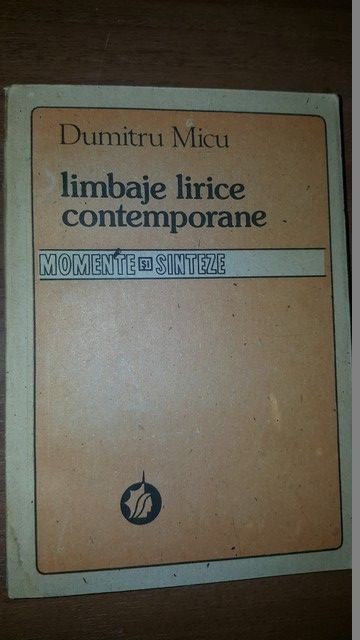 Dumitru Micu
limbaje lirice
contemporane
MOMENTE ȘI SINTEZE